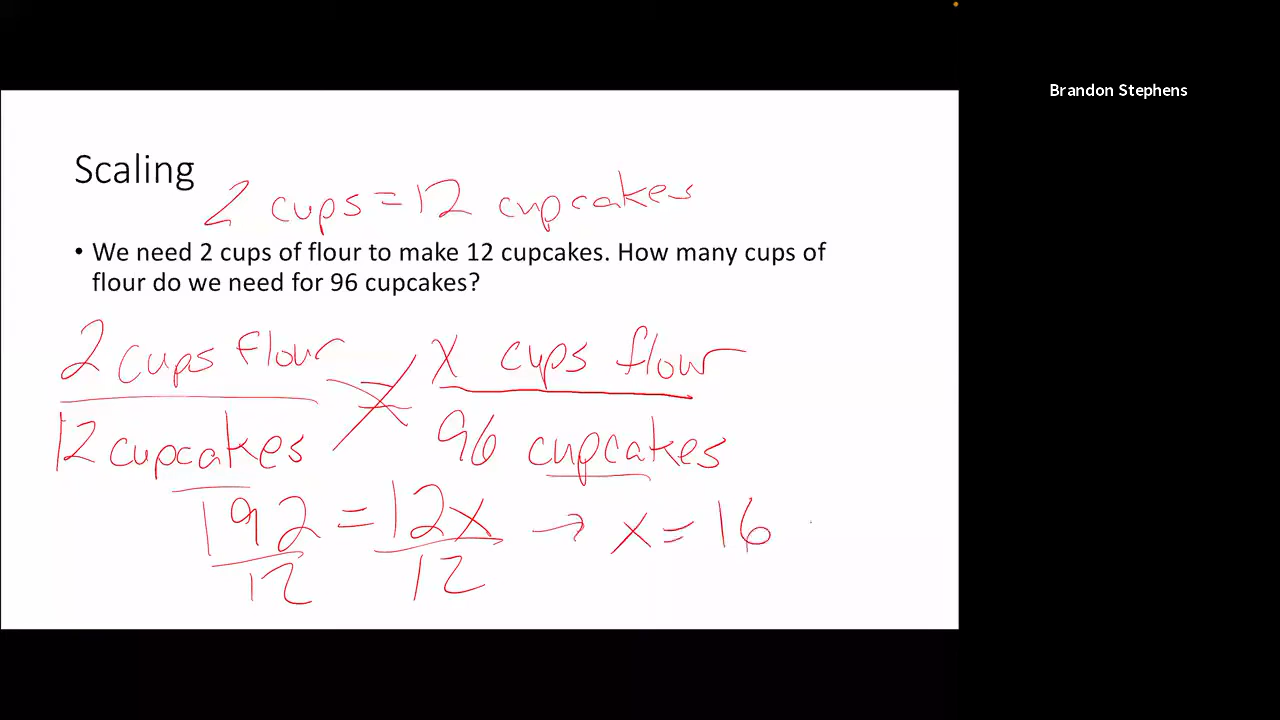 Brandon Stephens
Scaling
2 cups = 12 cupcakes
• We need 2 cups of flour to make 12 cupcakes. How many cups of
flour do we need for 96 cupcakes?
2 cups flour = x cups flour
12 cupcakes 96 cupcakes
192 = 12x → x = 16
12 12